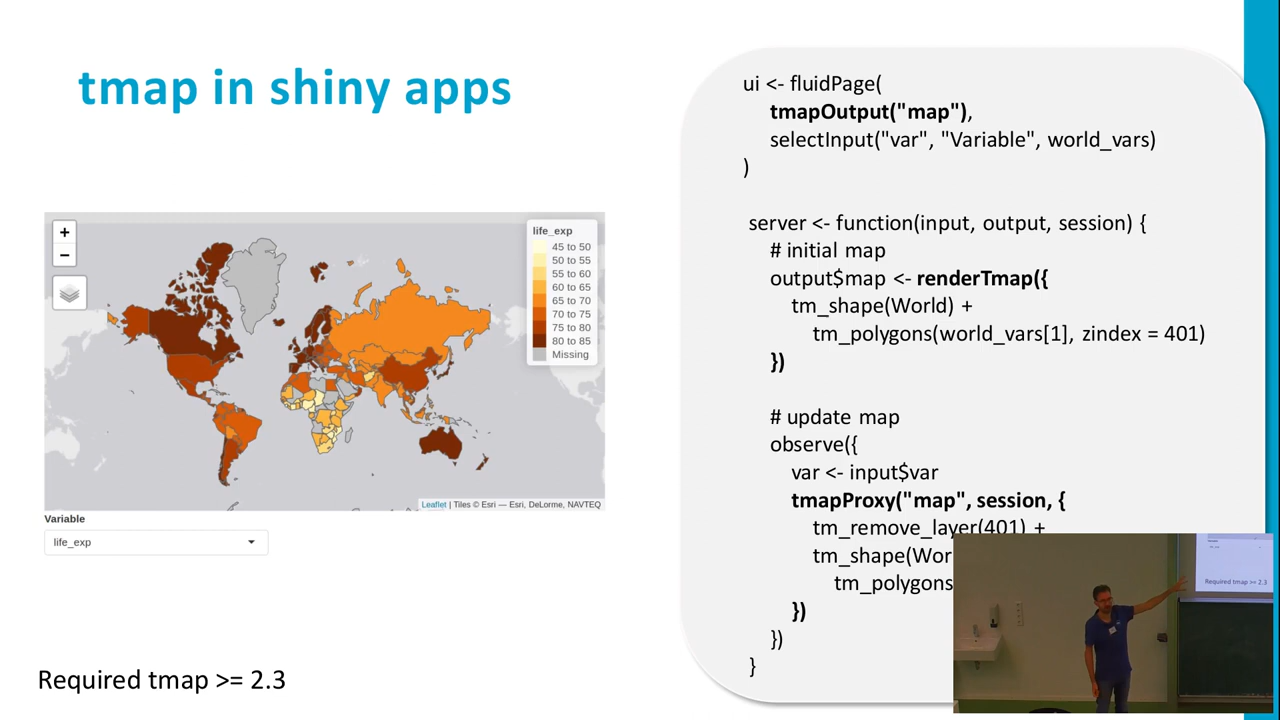 tmap in shiny apps
+
−
life_exp
45 to 50
50 to 55
55 to 60
60 to 65
65 to 70
70 to 75
75 to 80
80 to 85
Missing
Leaflet | Tiles © Esri — Esri, DeLorme, NAVTEQ
Variable
life_exp
Required tmap >= 2.3
ui <- fluidPage(
tmapOutput("map"),
selectInput("var", "Variable", world_vars)
)
server <- function(input, output, session) {
# initial map
output$map <- renderTmap({
tm_shape(World) +
tm_polygons(world_vars[1], zindex = 401)
})
# update map
observe({
var <- input$var
tmapProxy("map", session, {
tm_remove_layer(401) +
tm_shape(Wor
tm_polygons
})
})
}
Required tmap >= 2.3